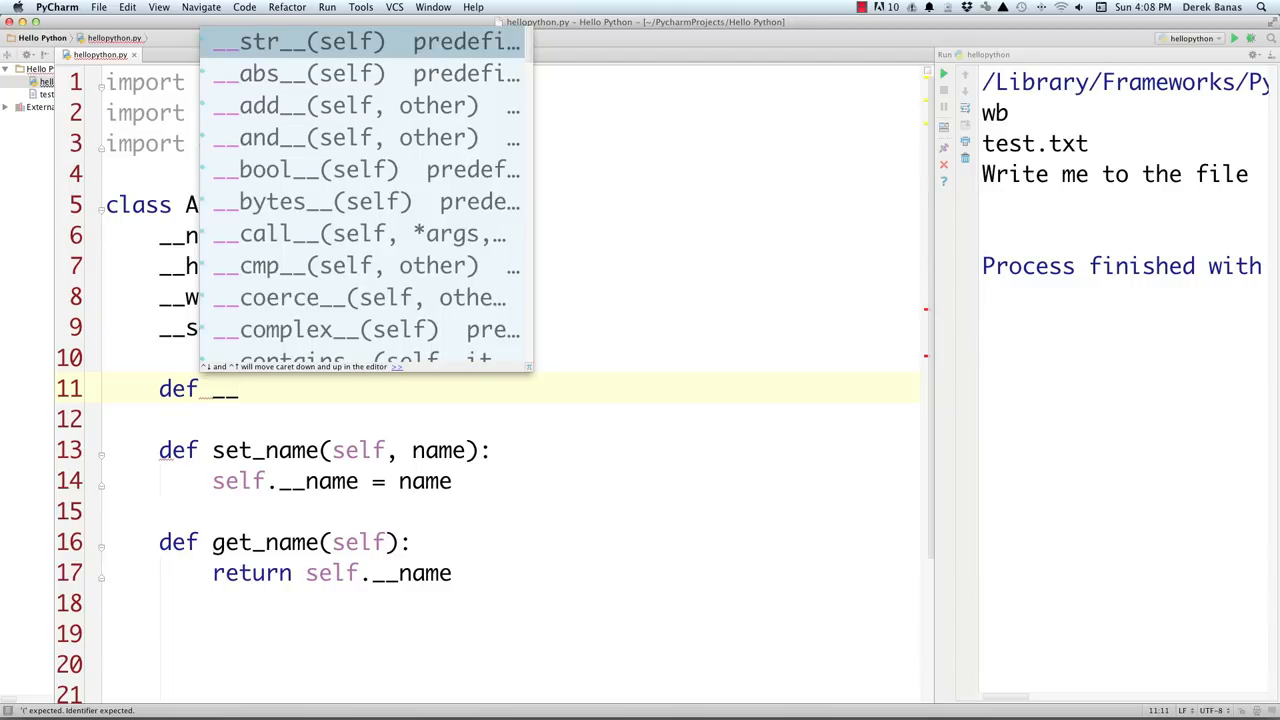 PyCharm File Edit View Navigate Code Refactor Run Tools VCS Window Help 10 Sun 4:08 PM Derek Banas
hellopython.py - Hello Python - [~/PycharmProjects/Hello Python]
Hello Python hellopython.py hellopython
hellopython.py Run hellopython
Hello P
hell
test
Externa
1 import
2 import
3 import
4
5 class A
6 __n
7 __h
8 __w
9 __s
10
11 def __
12
13 def set_name(self, name):
14 self.__name = name
15
16 def get_name(self):
17 return self.__name
18
19
20
21
__str__(self) predefi…
__abs__(self) predefi…
__add__(self, other) …
__and__(self, other) …
__bool__(self) predef…
__bytes__(self) prede…
__call__(self, *args,…
__cmp__(self, other) …
__coerce__(self, othe…
__complex__(self) pre…
__contains__(self, it…
^↓ and ^↑ will move caret down and up in the editor >> π
/Library/Frameworks/Py
wb
test.txt
Write me to the file
Process finished with
'(' expected. Identifier expected. 11:11 LF UTF-8